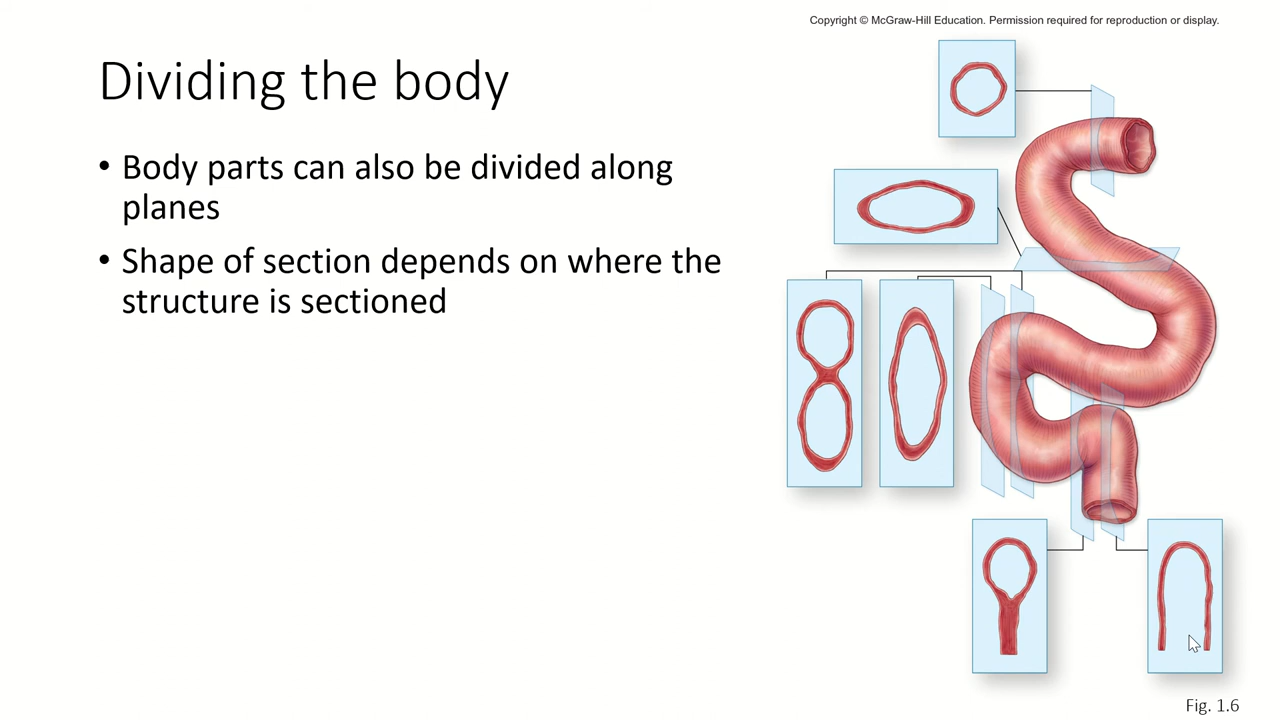 Copyright © McGraw-Hill Education. Permission required for reproduction or display.
Dividing the body
• Body parts can also be divided along
planes
• Shape of section depends on where the
structure is sectioned
Fig. 1.6